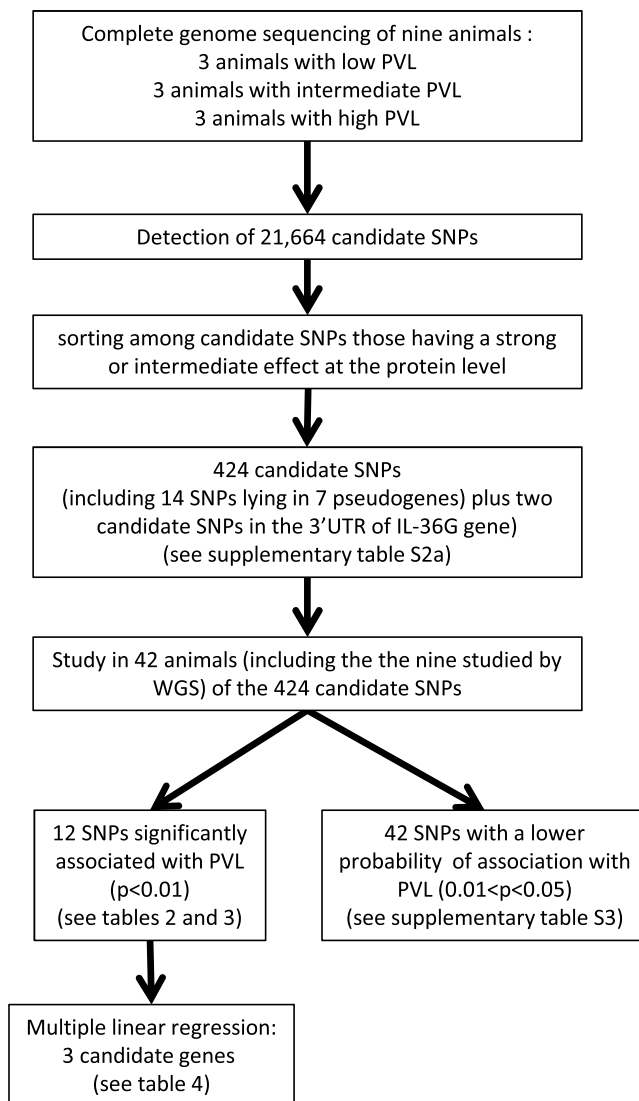 Complete genome sequencing of nine animals :
3 animals with low PVL
3 animals with intermediate PVL
3 animals with high PVL
Detection of 21,664 candidate SNPs
sorting among candidate SNPs those having a strong
or intermediate effect at the protein level
424 candidate SNPs
(including 14 SNPs lying in 7 pseudogenes) plus two
candidate SNPs in the 3’UTR of IL-36G gene)
(see supplementary table S2a)
Study in 42 animals (including the the nine studied by
WGS) of the 424 candidate SNPs
12 SNPs significantly
associated with PVL
(p<0.01)
(see tables 2 and 3)
42 SNPs with a lower
probability of association with
PVL (0.01<p<0.05)
(see supplementary table S3)
Multiple linear regression:
3 candidate genes
(see table 4)